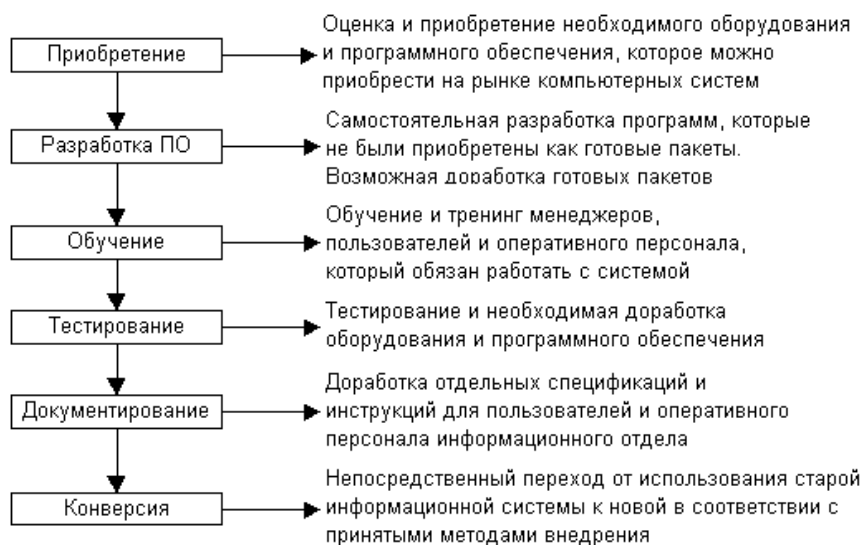 Приобретение
Оценка и приобретение необходимого оборудования
и программного обеспечения, которое можно
приобрести на рынке компьютерных систем
Разработка ПО
Самостоятельная разработка программ, которые
не были приобретены как готовые пакеты.
Возможная доработка готовых пакетов
Обучение
Обучение и тренинг менеджеров,
пользователей и оперативного персонала,
который обязан работать с системой
Тестирование
Тестирование и необходимая доработка
оборудования и программного обеспечения
Документирование
Доработка отдельных спецификаций и
инструкций для пользователей и оперативного
персонала информационного отдела
Конверсия
Непосредственный переход от использования старой
информационной системы к новой в соответствии с
принятыми методами внедрения